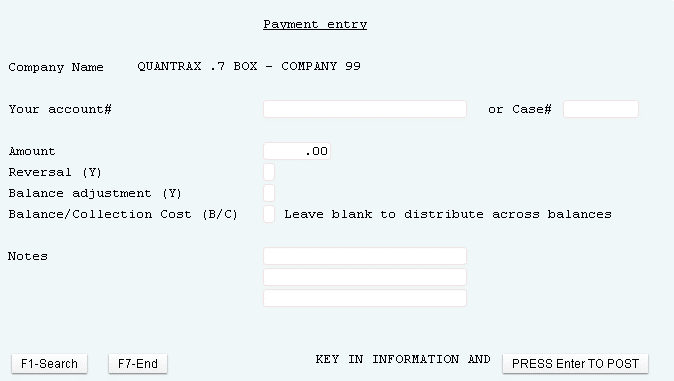 Payment entry
Company Name QUANTRAX .7 BOX - COMPANY 99
Your account# or Case#
Amount .00
Reversal (Y)
Balance adjustment (Y)
Balance/Collection Cost (B/C) Leave blank to distribute across balances
Notes
F1-Search F7-End KEY IN INFORMATION AND PRESS Enter TO POST